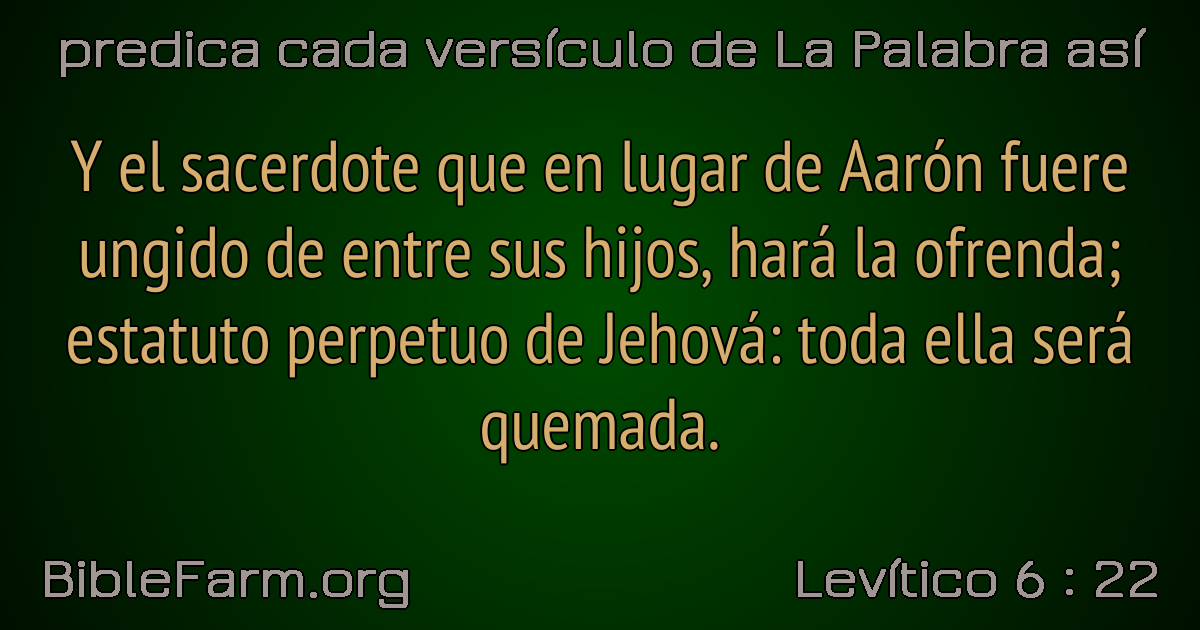 predica cada versículo de La Palabra así
Y el sacerdote que en lugar de Aarón fuere
ungido de entre sus hijos, hará la ofrenda;
estatuto perpetuo de Jehová: toda ella será
quemada.
BibleFarm.org
Levítico 6 : 22